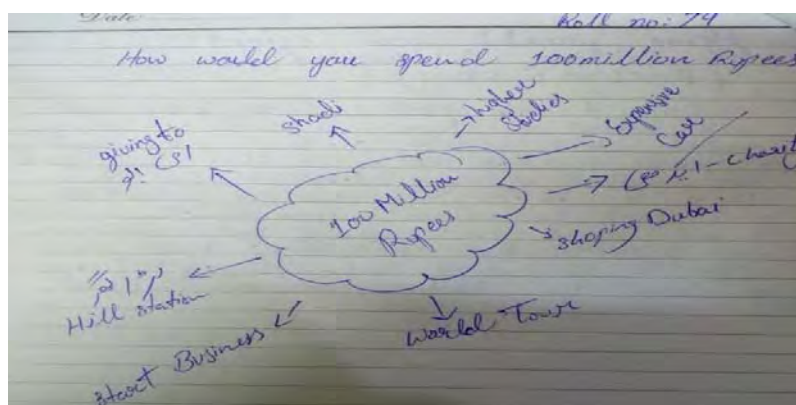 Date
Roll no: 74
How would you spend 100million Rupees
100 Million
Rupees
shadi
higher
Studies
Expensive
Car
giving to
- charity
shoping Dubai
World Tour
Start Business
Hill station